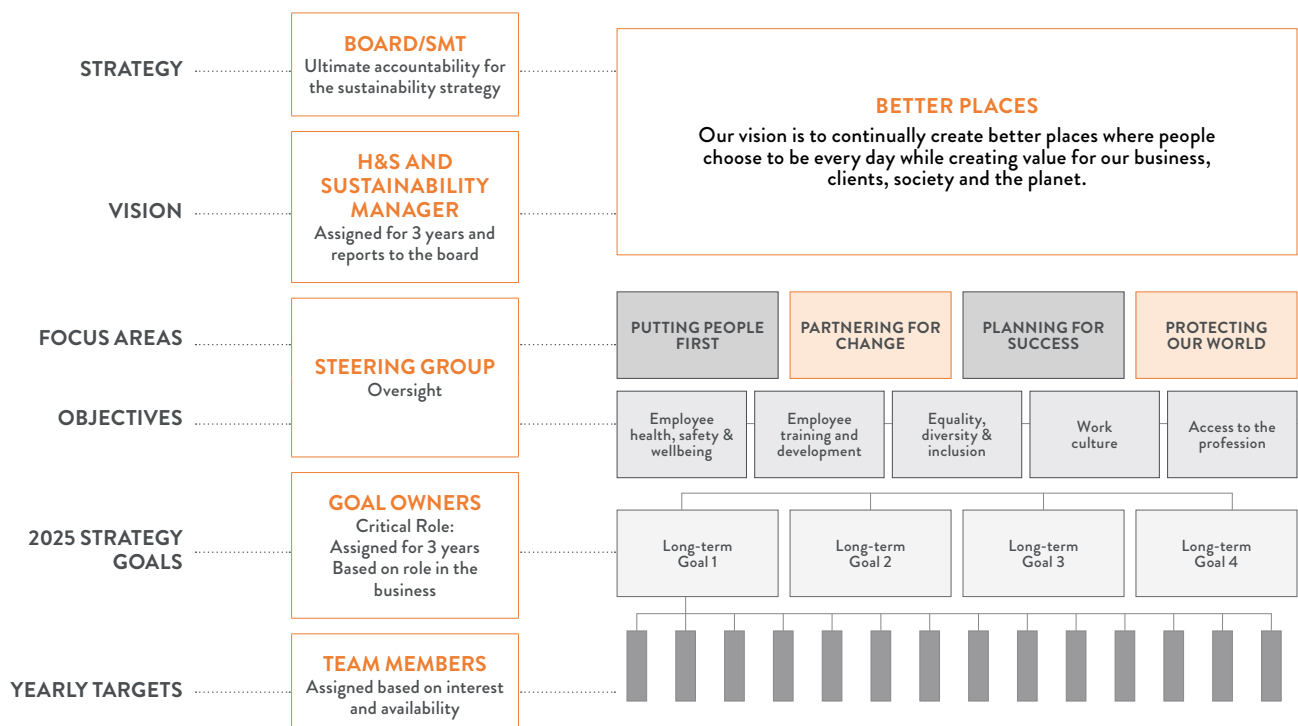 STRATEGY
BOARD/SMT
Ultimate accountability for
the sustainability strategy
BETTER PLACES
Our vision is to continually create better places where people
choose to be every day while creating value for our business,
clients, society and the planet.
VISION
H&S AND
SUSTAINABILITY
MANAGER
Assigned for 3 years and
reports to the board
FOCUS AREAS
OBJECTIVES
STEERING GROUP
Oversight
PUTTING PEOPLE
FIRST
PARTNERING FOR
CHANGE
PLANNING FOR
SUCCESS
PROTECTING
OUR WORLD
Employee
health, safety &
wellbeing
Employee
training and
development
Equality,
diversity &
inclusion
Work
culture
Access to the
profession
2025 STRATEGY
GOALS
GOAL OWNERS
Critical Role:
Assigned for 3 years
Based on role in the
business
Long-term
Goal 1
Long-term
Goal 2
Long-term
Goal 3
Long-term
Goal 4
YEARLY TARGETS
TEAM MEMBERS
Assigned based on interest
and availability